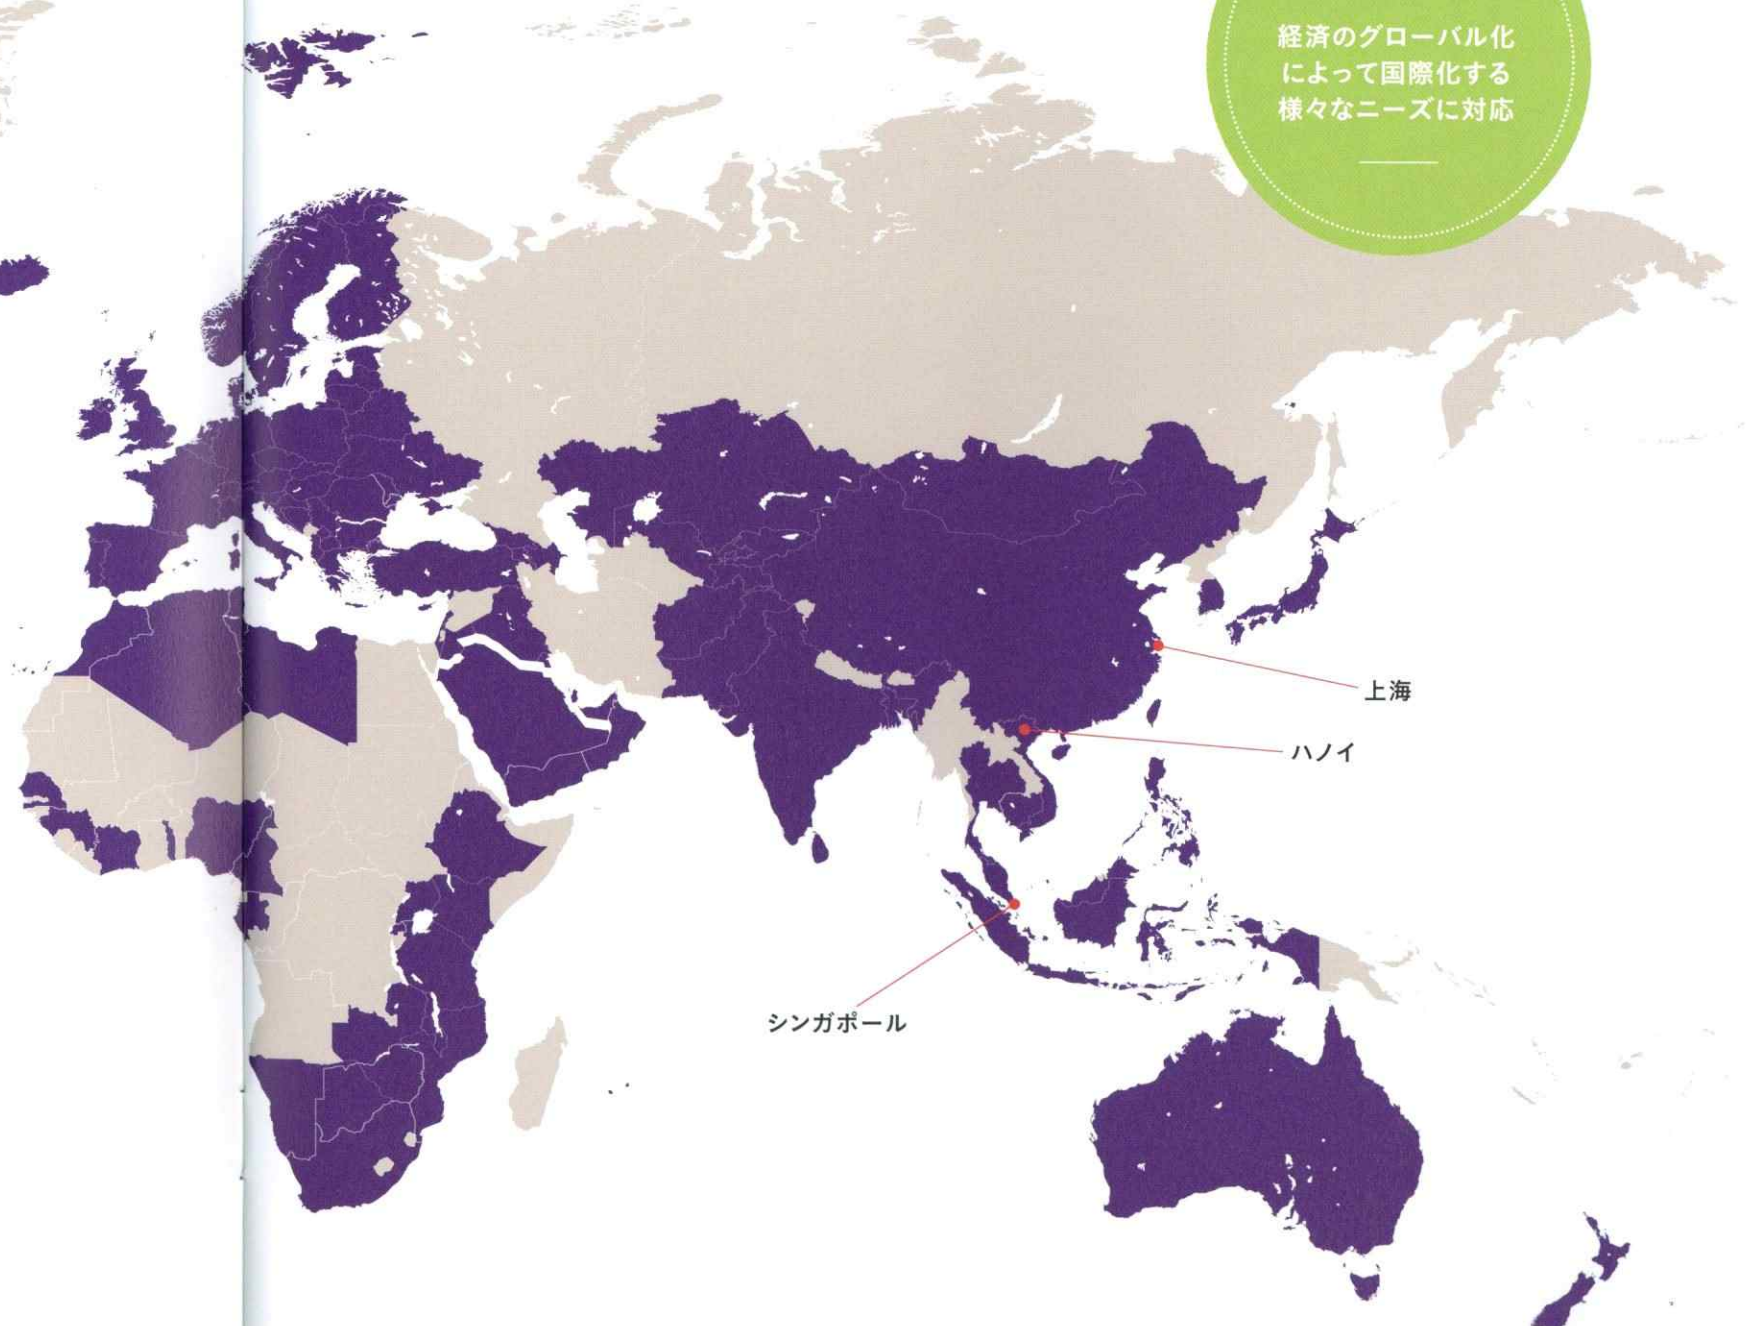 経済のグローバル化
によって国際化する
様々なニーズに対応
上海
ハノイ
シンガポール